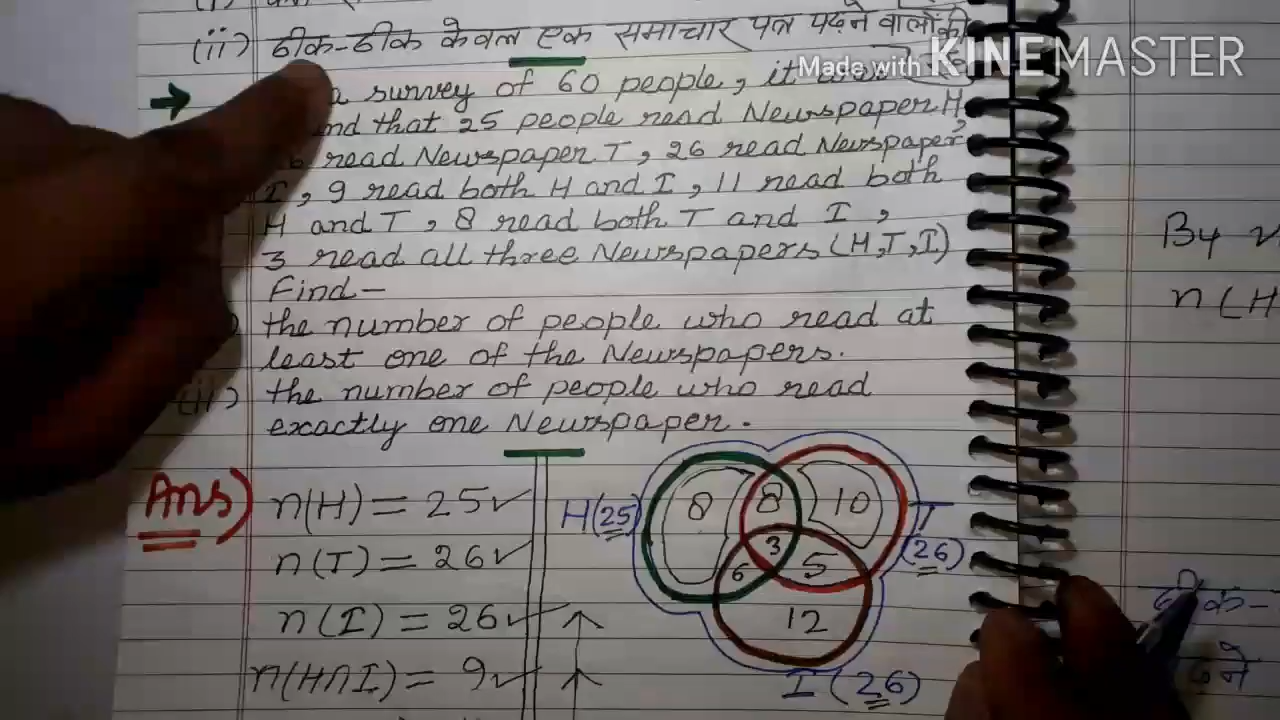 (ii) ठीक-ठीक केवल एक समाचार पत्र पढ़ने वालों की
Made with KINEMASTER
a survey of 60 people, it
that 25 people read Newspaper H,
read Newspaper T, 26 read Newspaper
I, 9 read both H and I, 11 read both
H and T, 8 read both T and I,
3 read all three Newspapers (H,T,I)
Find-
the number of people who read at
least one of the Newspapers.
(ii) the number of people who read
exactly one Newspaper.
Ans) n(H) = 25✓
n(T) = 26✓
n(I) = 26✓
n(H∩I) = 9✓
H(25) 8 8 10 T
(26)
3
6 5
12
I (26)
By
n(H